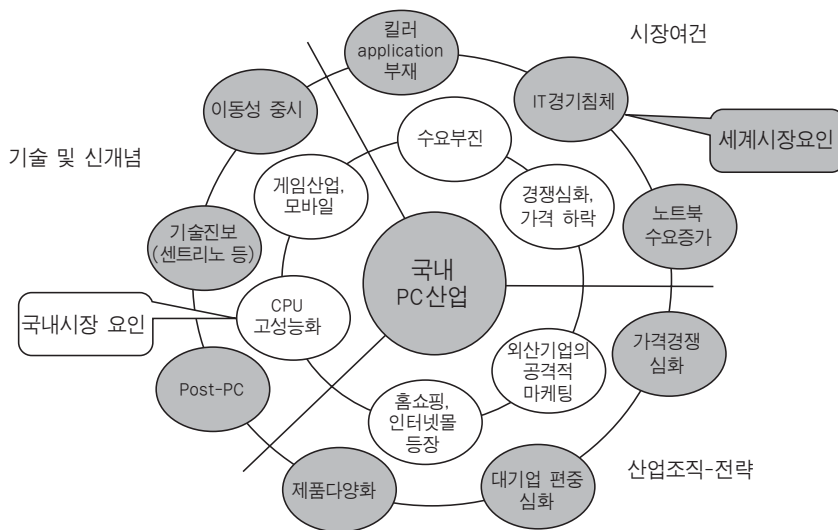 킬러
application
부재
시장여건
이동성 중시
IT경기침체
수요부진
세계시장요인
기술 및 신개념
게임산업,
모바일
경쟁심화,
가격 하락
노트북
수요증가
기술진보
(센트리노 등)
국내
PC산업
CPU
고성능화
국내시장 요인
외산기업의
공격적
마케팅
가격경쟁
심화
Post-PC
홈쇼핑,
인터넷몰
등장
산업조직-전략
제품다양화
대기업 편중
심화